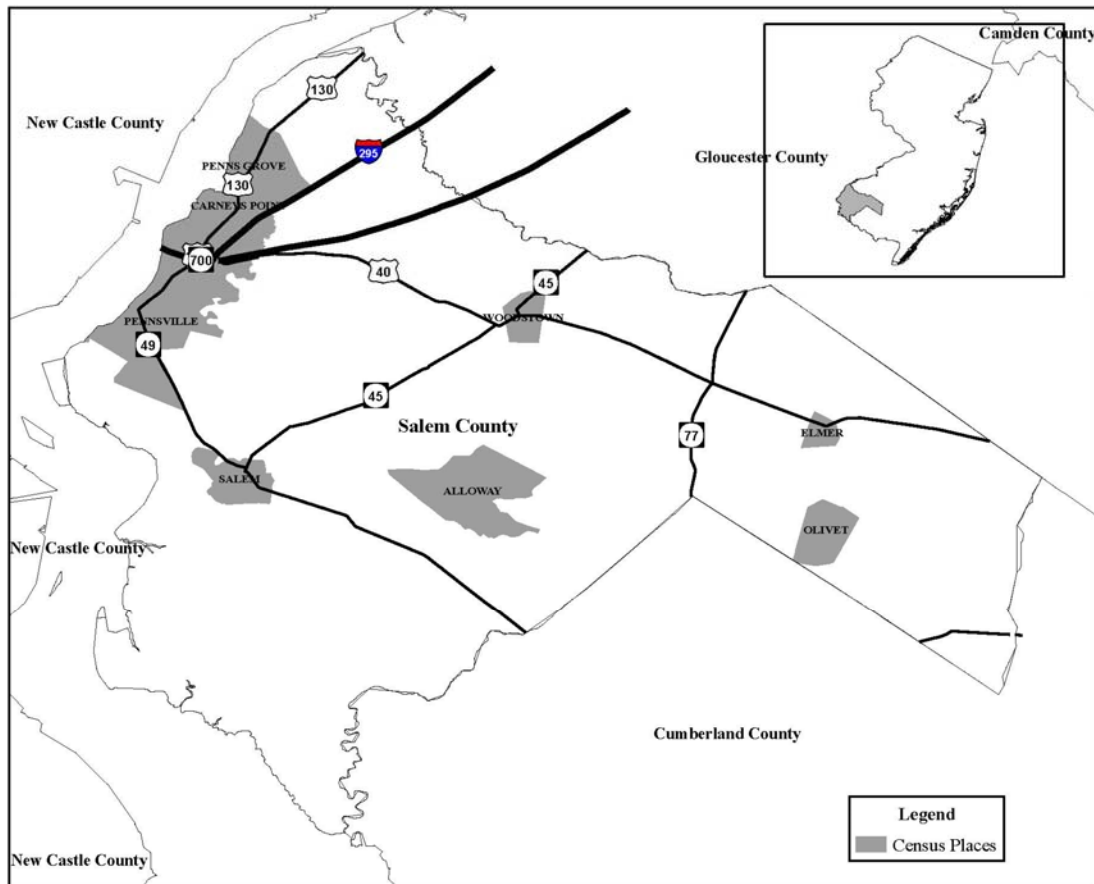 Camden County
130
New Castle County
295
Gloucester County
PENNS GROVE
130
CARNEYS POINT
700
40
45
WOODSTOWN
PENNSVILLE
49
45
Salem County
77
ELMER
SALEM
ALLOWAY
OLIVET
New Castle County
Cumberland County
Legend
Census Places
New Castle County